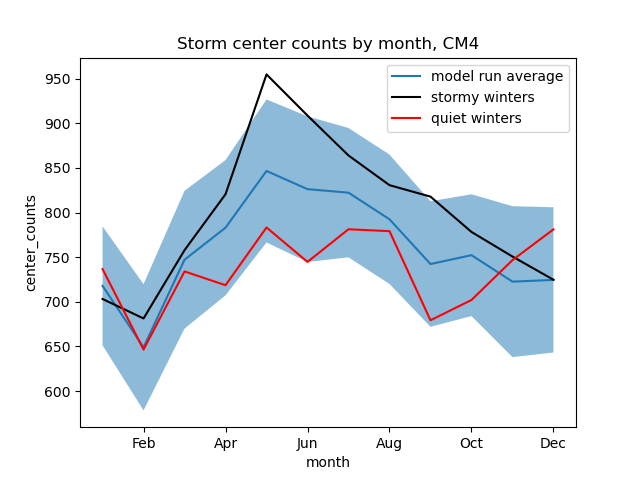 Storm center counts by month, CM4
model run average
stormy winters
quiet winters
950
900
850
800
750
700
650
600
center_counts
Feb Apr Jun Aug Oct Dec
month